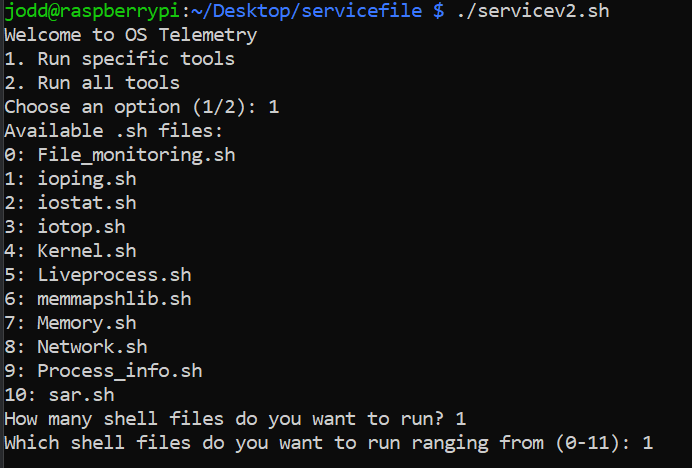 jodd@raspberrypi:~/Desktop/servicefile $ ./servicev2.sh
Welcome to OS Telemetry
1. Run specific tools
2. Run all tools
Choose an option (1/2): 1
Available .sh files:
0: File_monitoring.sh
1: ioping.sh
2: iostat.sh
3: iotop.sh
4: Kernel.sh
5: Liveprocess.sh
6: memmapshlib.sh
7: Memory.sh
8: Network.sh
9: Process_info.sh
10: sar.sh
How many shell files do you want to run? 1
Which shell files do you want to run ranging from (0-11): 1